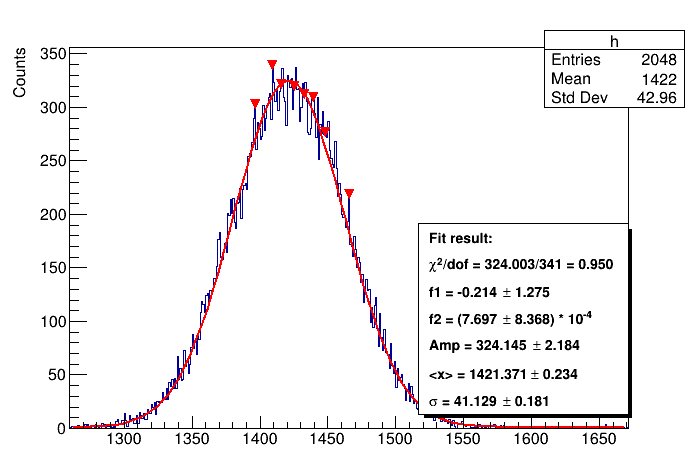 h
Entries 2048
Mean 1422
Std Dev 42.96
Counts
350
300
250
200
150
100
50
0
1300 1350 1400 1450 1500 1550 1600 1650
Fit result:
χ²/dof = 324.003/341 = 0.950
f1 = -0.214 ± 1.275
f2 = (7.697 ± 8.368) * 10⁻⁴
Amp = 324.145 ± 2.184
<x> = 1421.371 ± 0.234
σ = 41.129 ± 0.181